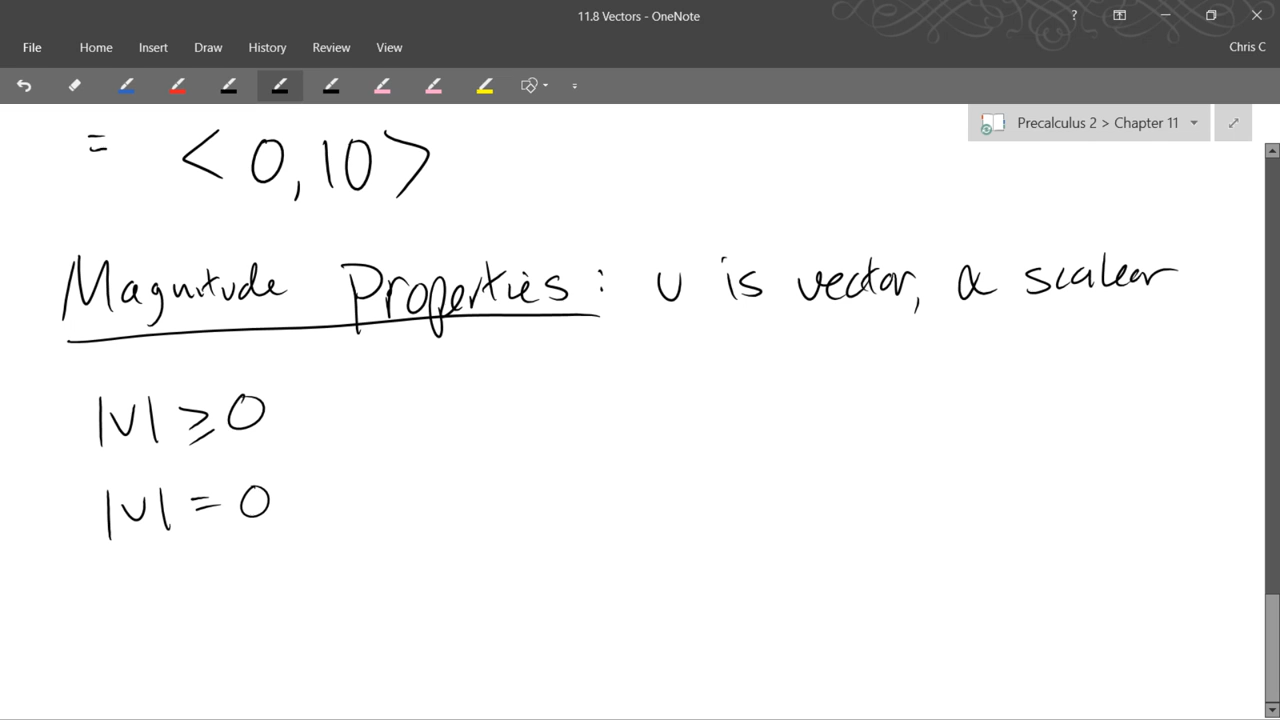 11.8 Vectors - OneNote
?
File Home Insert Draw History Review View
Chris C
Precalculus 2 > Chapter 11
= < 0, 10 >
Magnitude Properties: u is vector, α scalear
|v| ≥ 0
|v| = 0